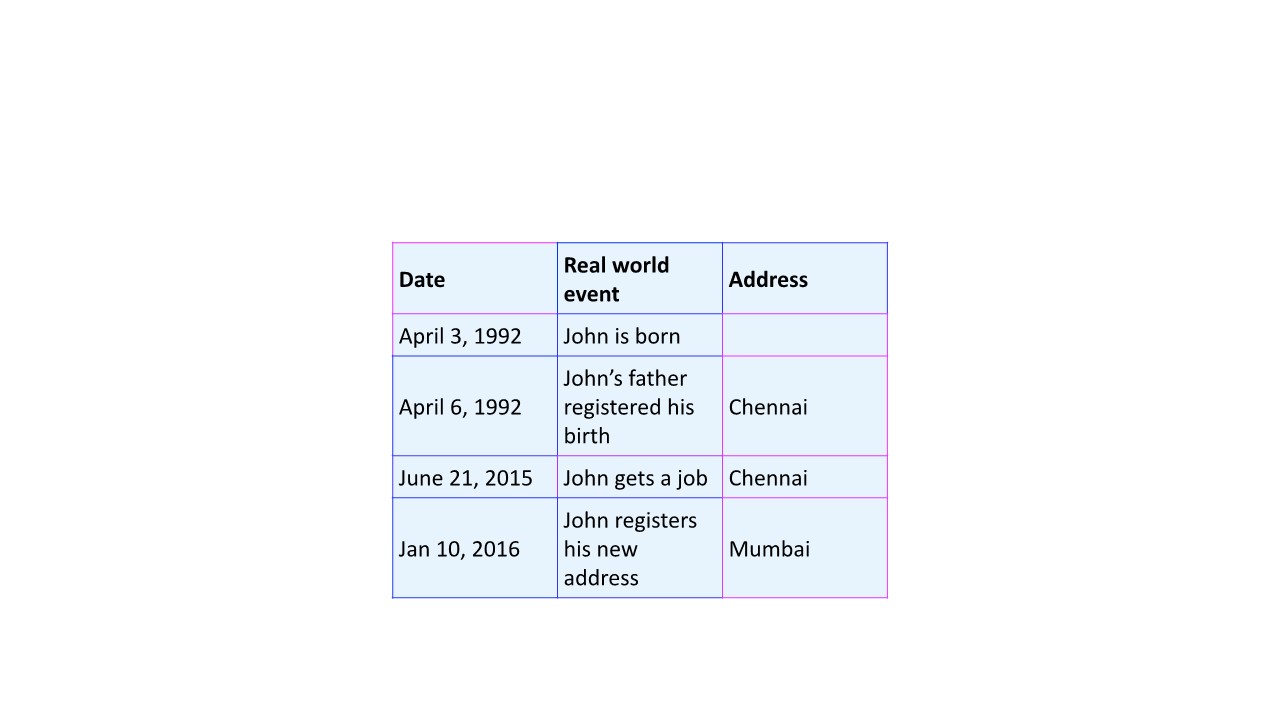 Date
Real world
event
Address
April 3, 1992
John is born
April 6, 1992
John’s father
registered his
birth
Chennai
June 21, 2015
John gets a job
Chennai
Jan 10, 2016
John registers
his new
address
Mumbai